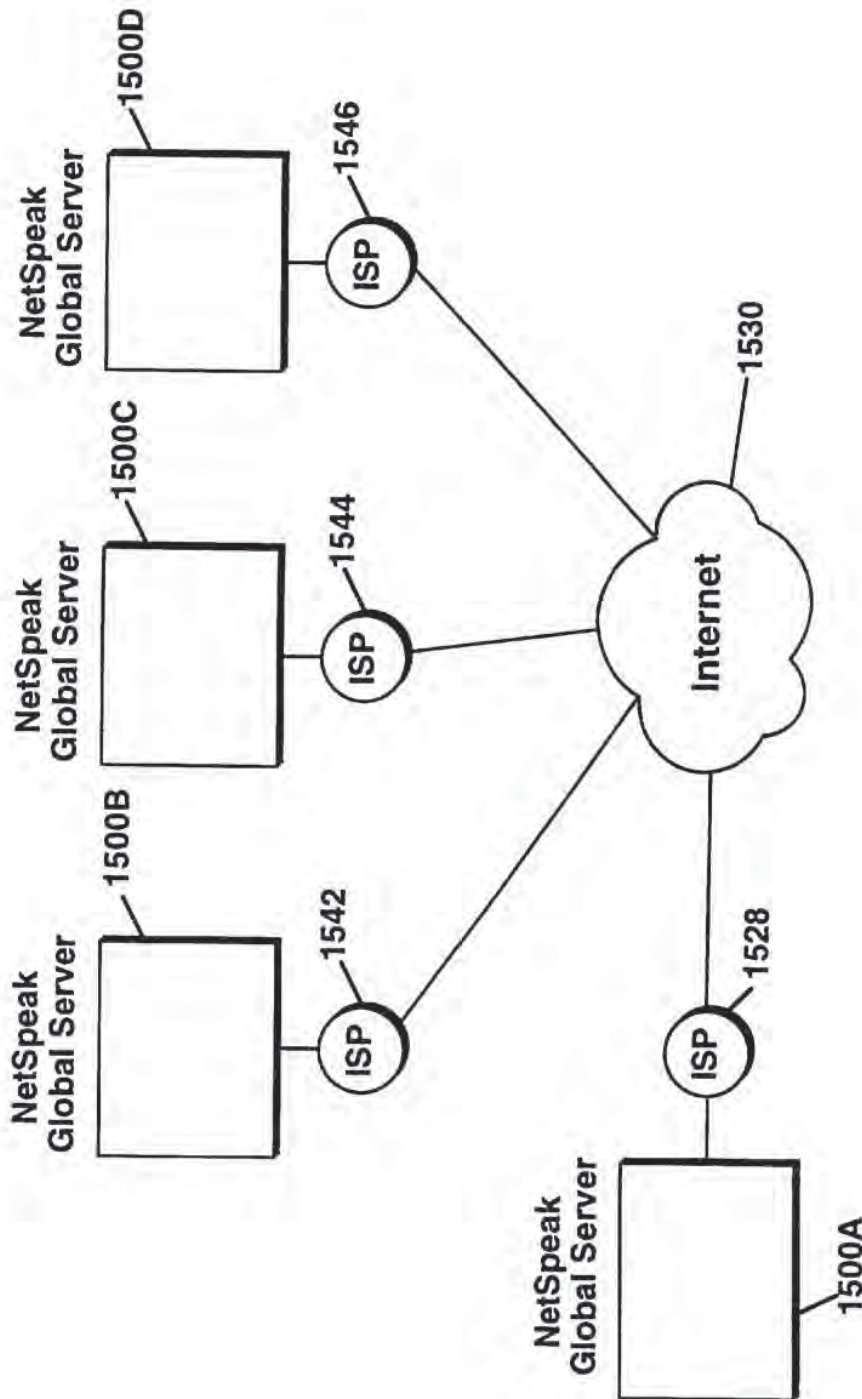 NetSpeak
Global Server
1500B
NetSpeak
Global Server
1500C
NetSpeak
Global Server
1500D
ISP
1542
ISP
1544
ISP
1546
NetSpeak
Global Server
1500A
ISP
1528
Internet
1530